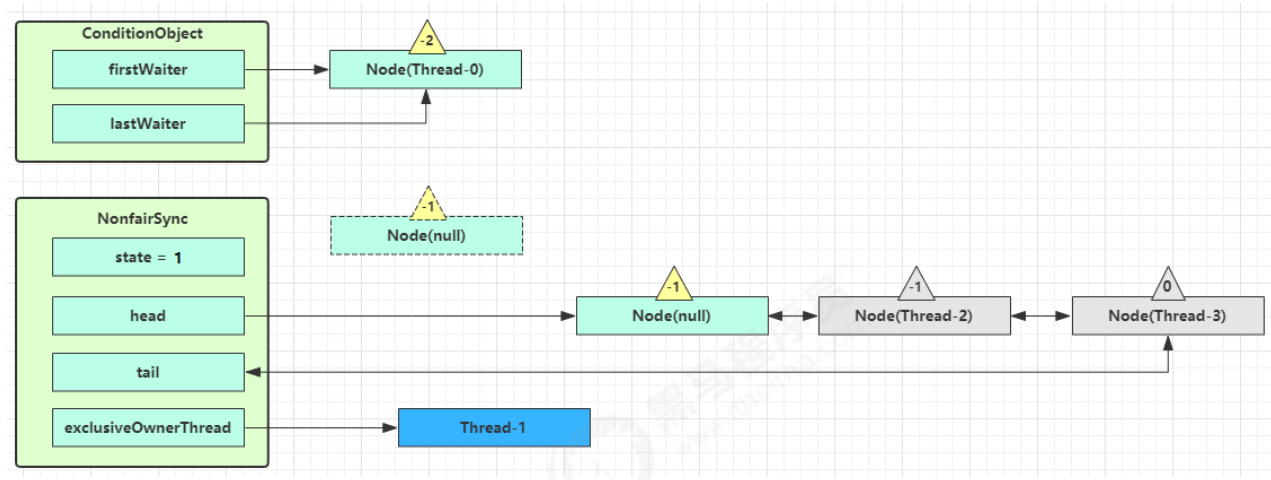 ConditionObject
-2
firstWaiter
Node(Thread-0)
lastWaiter
-1
NonfairSync
Node(null)
state = 1
-1
-1
0
head
Node(null)
Node(Thread-2)
Node(Thread-3)
tail
exclusiveOwnerThread
Thread-1
黑马程序员
www.itheima.com